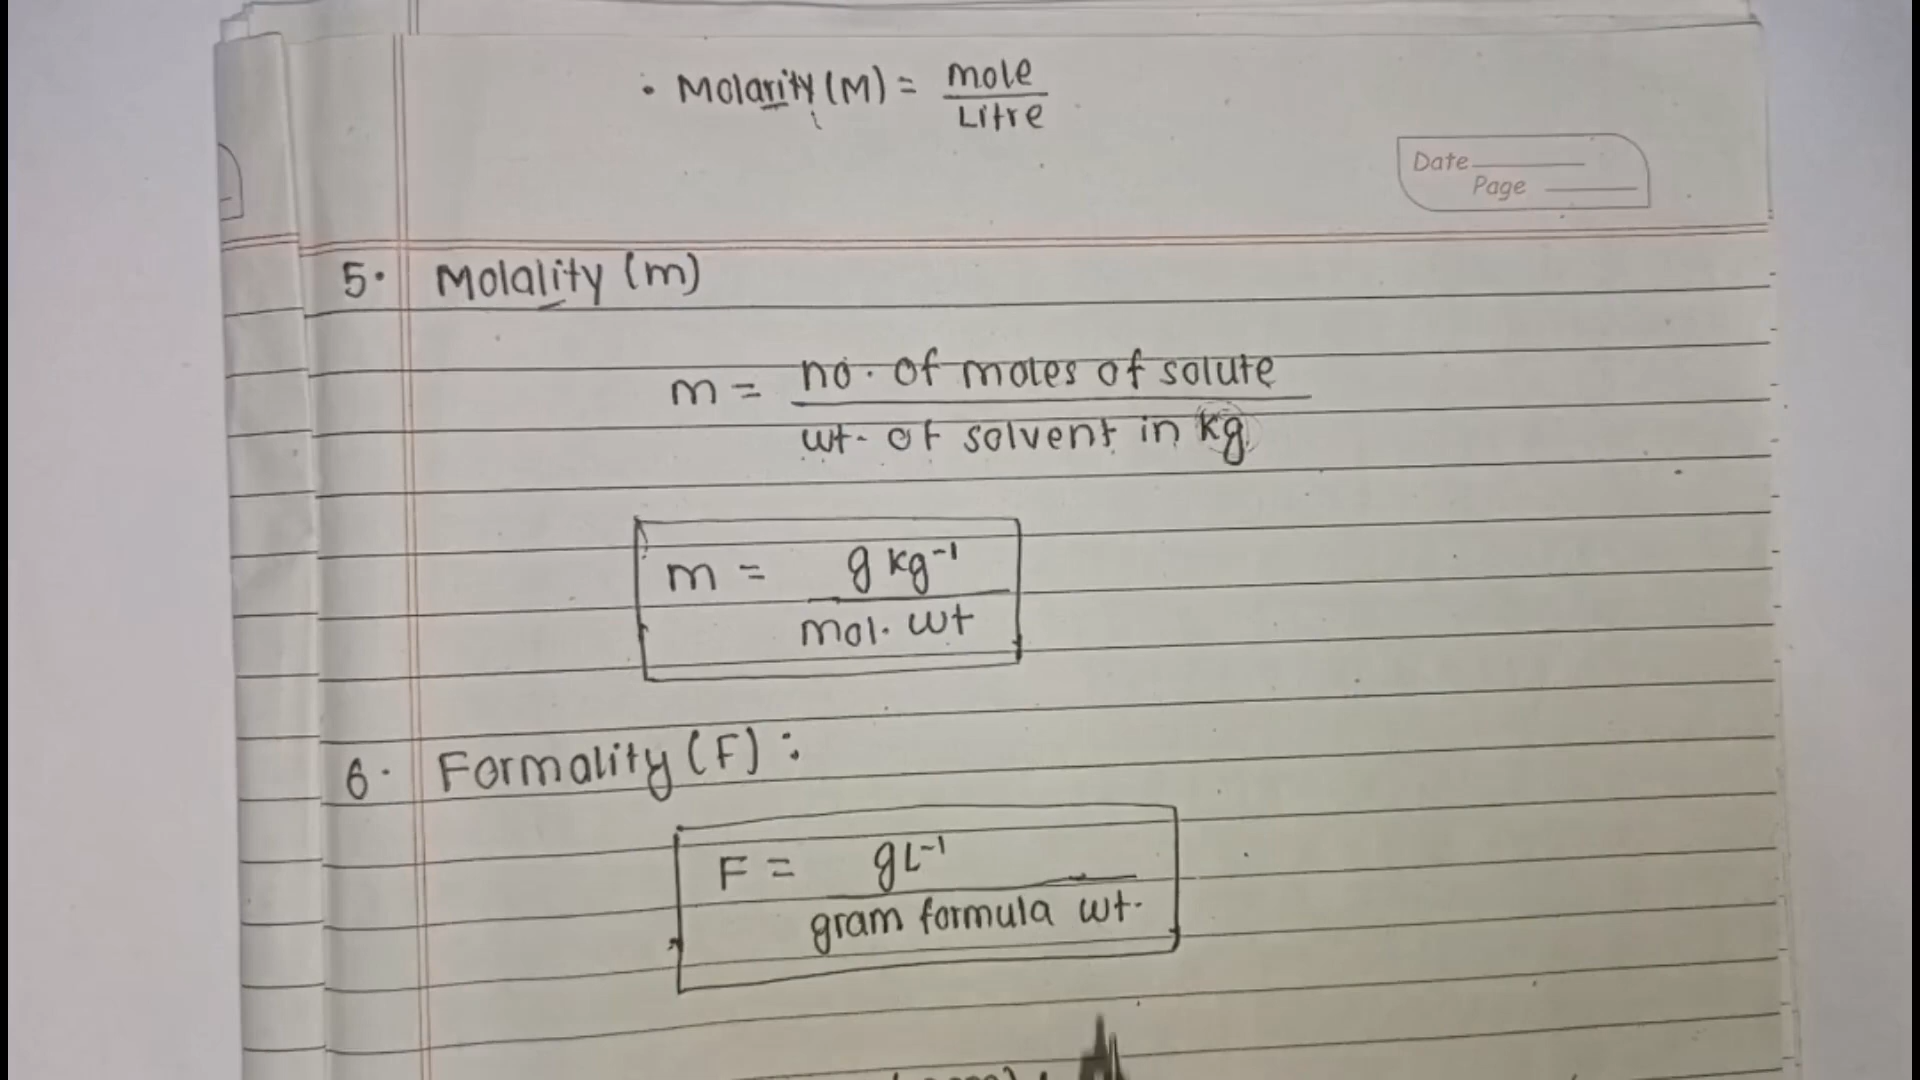 • Molarity (M) = mole
Litre
Date
Page
5. Molality (m)
m = no. of moles of solute
wt. of solvent in kg
m = g kg⁻¹
mol. wt
6. Formality (F) :
F = gL⁻¹
gram formula wt.